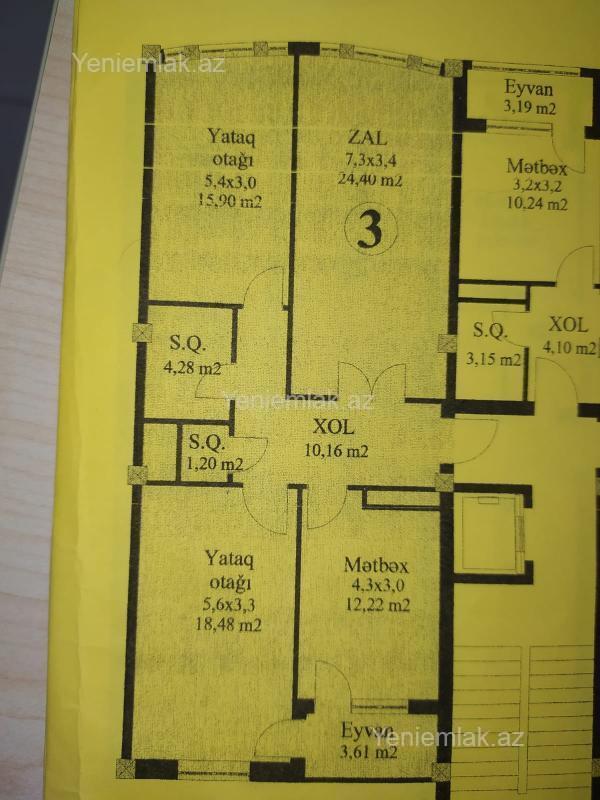 Yeniemlak.az
Yeniemlak.az
Yataq
otağı
5,4x3,0
15,90 m2
ZAL
7,3x3,4
24,40 m2
3
Eyvan
3,19 m2
Mətbəx
3,2x3,2
10,24 m2
S.Q.
4,28 m2
S.Q.
3,15 m2
XOL
4,10 m2
Yeniemlak.az
XOL
10,16 m2
S.Q.
1,20 m2
Yataq
otağı
5,6x3,3
18,48 m2
Mətbəx
4,3x3,0
12,22 m2
Eyvan
3,61 m2
Yeniemlak.az